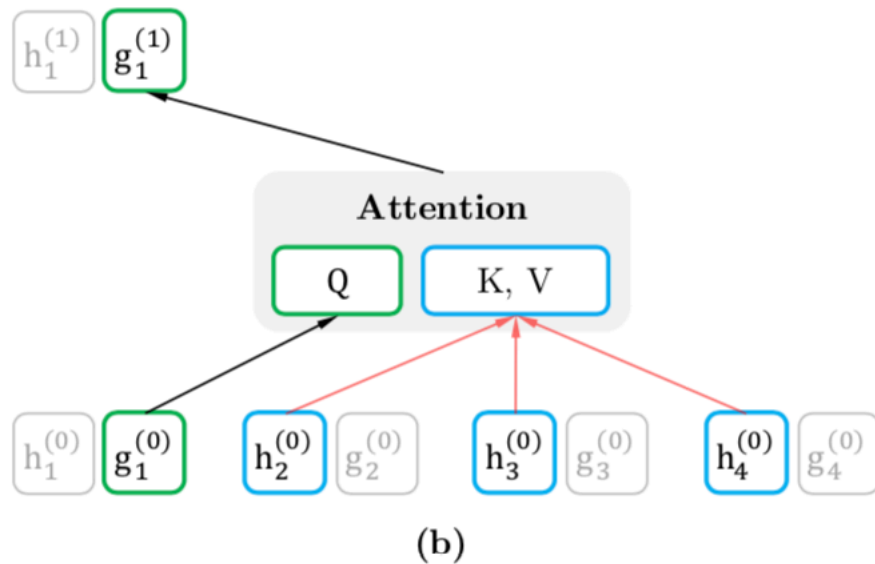 h₁⁽¹⁾ g₁⁽¹⁾
Attention
Q K, V
h₁⁽⁰⁾ g₁⁽⁰⁾ h₂⁽⁰⁾ g₂⁽⁰⁾ h₃⁽⁰⁾ g₃⁽⁰⁾ h₄⁽⁰⁾ g₄⁽⁰⁾
(b)